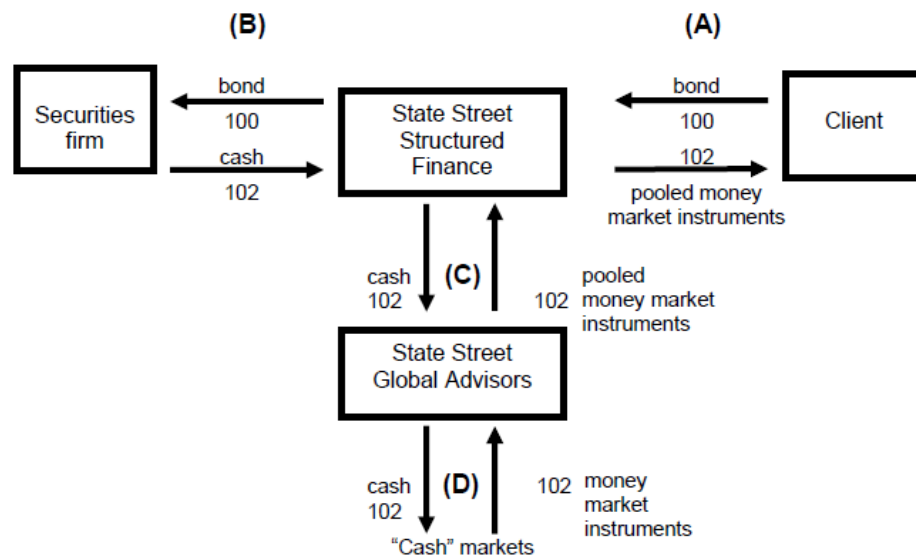 (B)
(A)
Securities
firm
bond
100
cash
102
State Street
Structured
Finance
bond
100
102
pooled money
market instruments
Client
cash
102
(C)
102
pooled
money market
instruments
State Street
Global Advisors
cash
102
(D)
102
money
market
instruments
“Cash” markets